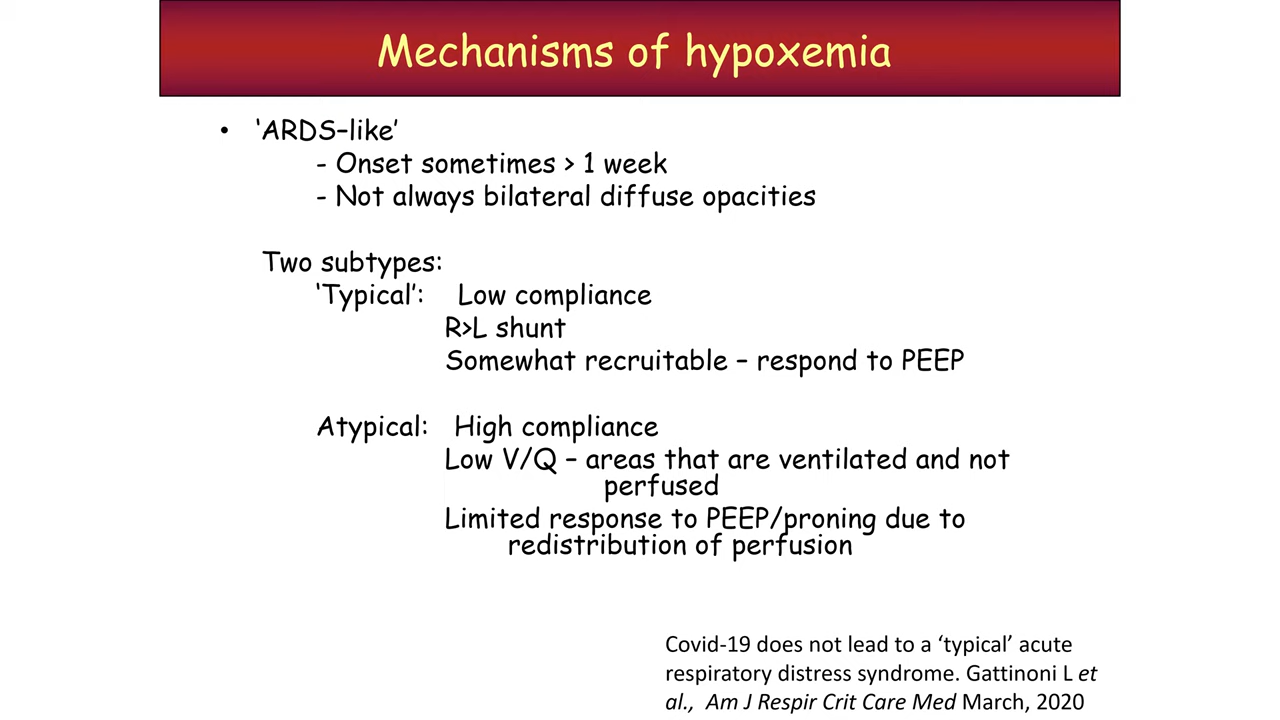 Mechanisms of hypoxemia
• ‘ARDS–like’
- Onset sometimes > 1 week
- Not always bilateral diffuse opacities
Two subtypes:
‘Typical’: Low compliance
R>L shunt
Somewhat recruitable – respond to PEEP
Atypical: High compliance
Low V/Q – areas that are ventilated and not
perfused
Limited response to PEEP/proning due to
redistribution of perfusion
Covid-19 does not lead to a ‘typical’ acute
respiratory distress syndrome. Gattinoni L et
al., Am J Respir Crit Care Med March, 2020